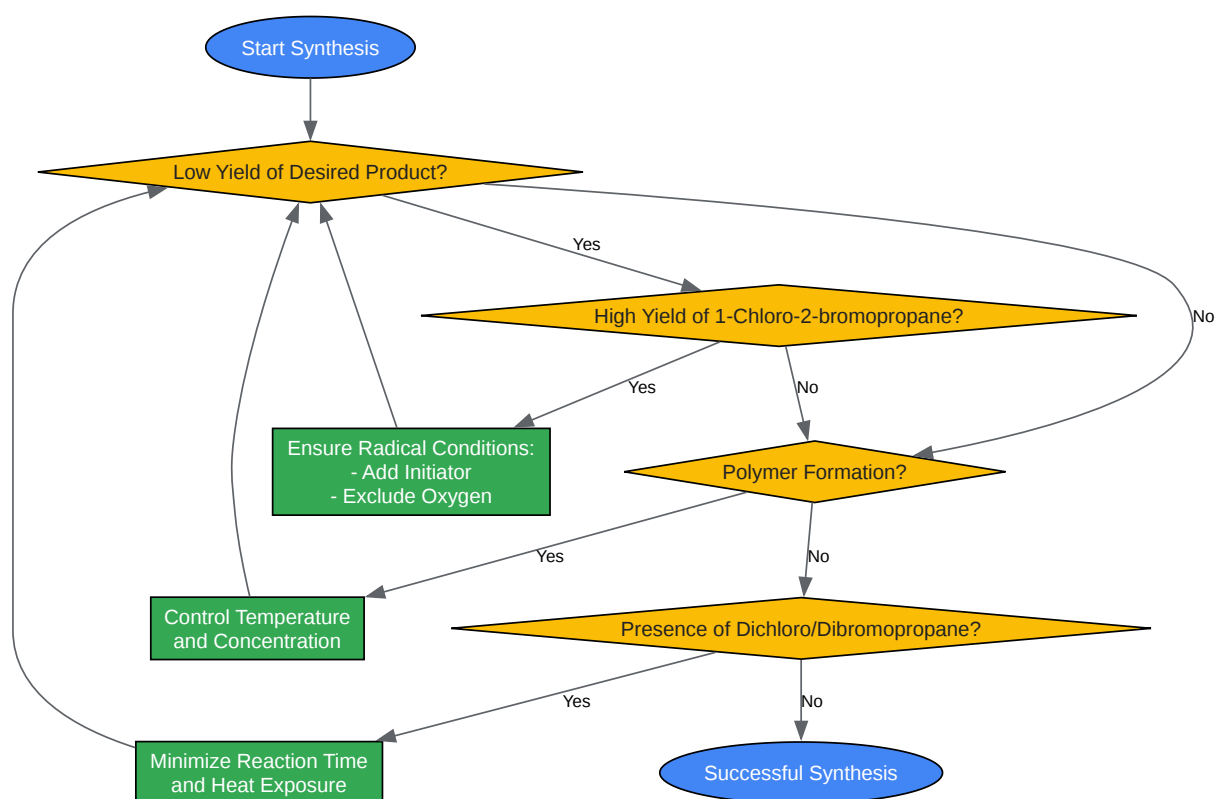 Start Synthesis
Low Yield of Desired Product?
Yes
High Yield of 1-Chloro-2-bromopropane?
No
Yes
No
Ensure Radical Conditions:
- Add Initiator
- Exclude Oxygen
Polymer Formation?
Yes
No
Control Temperature
and Concentration
Presence of Dichloro/Dibromopropane?
Yes
No
Minimize Reaction Time
and Heat Exposure
Successful Synthesis